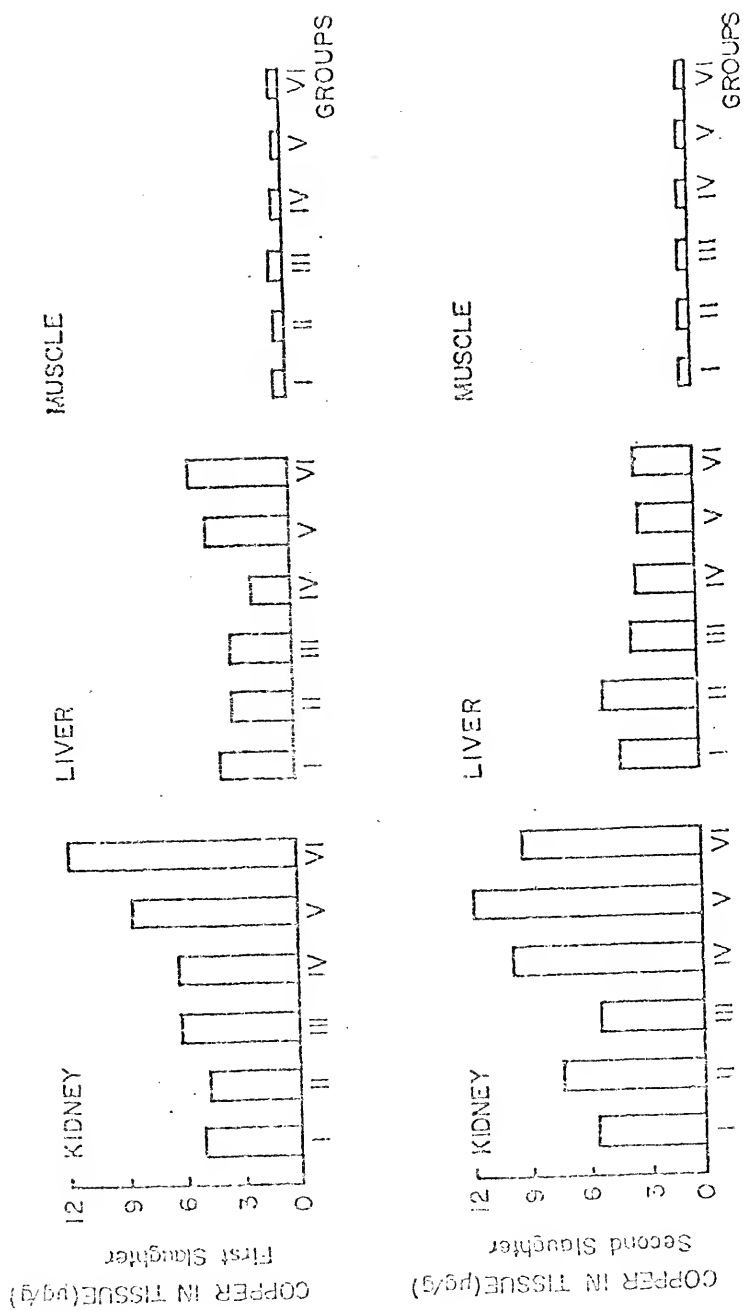 COPPER IN TISSUE (µg/g)
First Slaughter
12
9
6
3
0
KIDNEY
I II III IV V VI
LIVER
I II III IV V VI
MUSCLE
I II III IV V VI
GROUPS
COPPER IN TISSUE (µg/g)
Second Slaughter
12
9
6
3
0
KIDNEY
I II III IV V VI
LIVER
I II III IV V VI
MUSCLE
I II III IV V VI
GROUPS